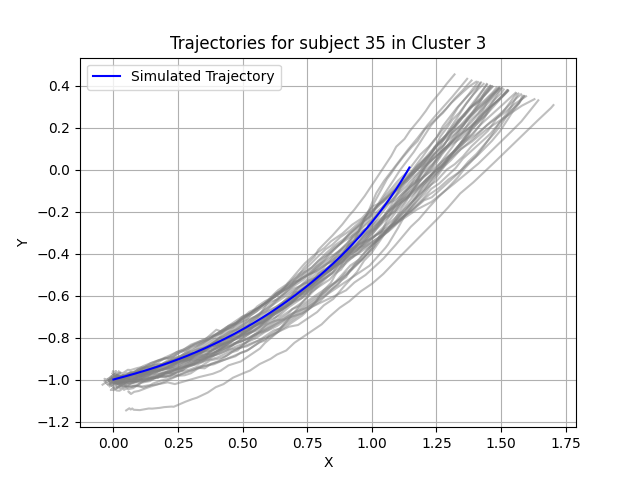 Trajectories for subject 35 in Cluster 3
Simulated Trajectory
Y
0.4
0.2
0.0
−0.2
−0.4
−0.6
−0.8
−1.0
−1.2
0.00 0.25 0.50 0.75 1.00 1.25 1.50 1.75
X